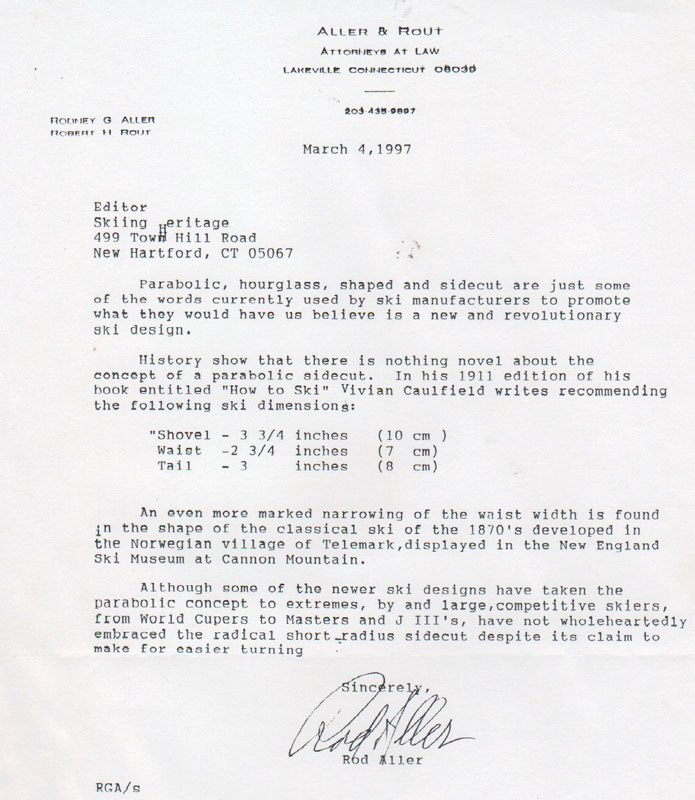 ALLER & ROUT
ATTORNEYS AT LAW
LAKEVILLE CONNECTICUT 06039
203-435-9897
RODNEY G ALLER
ROBERT H ROUT
March 4,1997
Editor
Skiing Heritage
499 Town Hill Road
New Hartford, CT 05067
Parabolic, hourglass, shaped and sidecut are just some
of the words currently used by ski manufacturers to promote
what they would have us believe is a new and revolutionary
ski design.
History show that there is nothing novel about the
concept of a parabolic sidecut. In his 1911 edition of his
book entitled "How to Ski" Vivian Caulfield writes recommending
the following ski dimensions:
"Shovel - 3 3/4 inches (10 cm )
Waist -2 3/4 inches (7 cm)
Tail - 3 inches (8 cm)
An even more marked narrowing of the waist width is found
in the shape of the classical ski of the 1870's developed in
the Norwegian village of Telemark,displayed in the New England
Ski Museum at Cannon Mountain.
Although some of the newer ski designs have taken the
parabolic concept to extremes, by and large,competitive skiers,
from World Cupers to Masters and J III's, have not wholeheartedly
embraced the radical short-radius sidecut despite its claim to
make for easier turning
Sincerely,
Rod Aller
Rod Aller
RGA/s